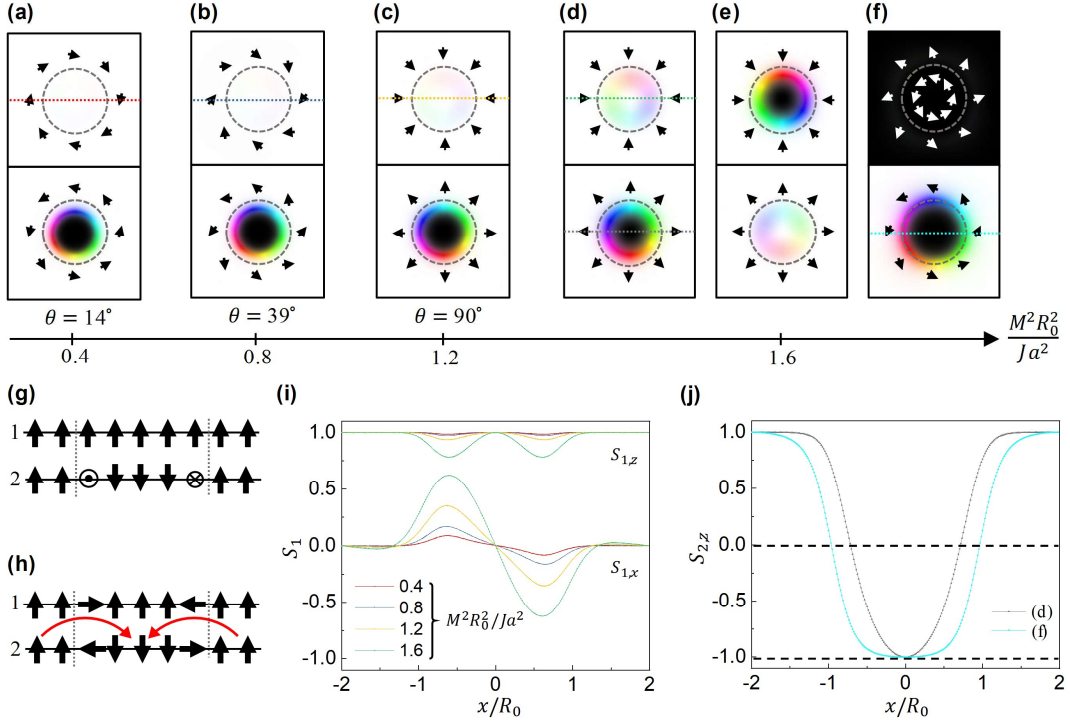 (a)
(b)
(c)
(d)
(e)
(f)
θ = 14°
θ = 39°
θ = 90°
M²R₀²/Ja²
0.4
0.8
1.2
1.6
(g)
1
2
(h)
1
2
(i)
1.0
0.5
0.0
-0.5
-1.0
S₁
S₁,z
S₁,x
0.4
0.8
1.2
1.6
M²R₀²/Ja²
-2
-1
0
1
2
x/R₀
(j)
1.0
0.5
0.0
-0.5
-1.0
S₂,z
(d)
(f)
-2
-1
0
1
2
x/R₀